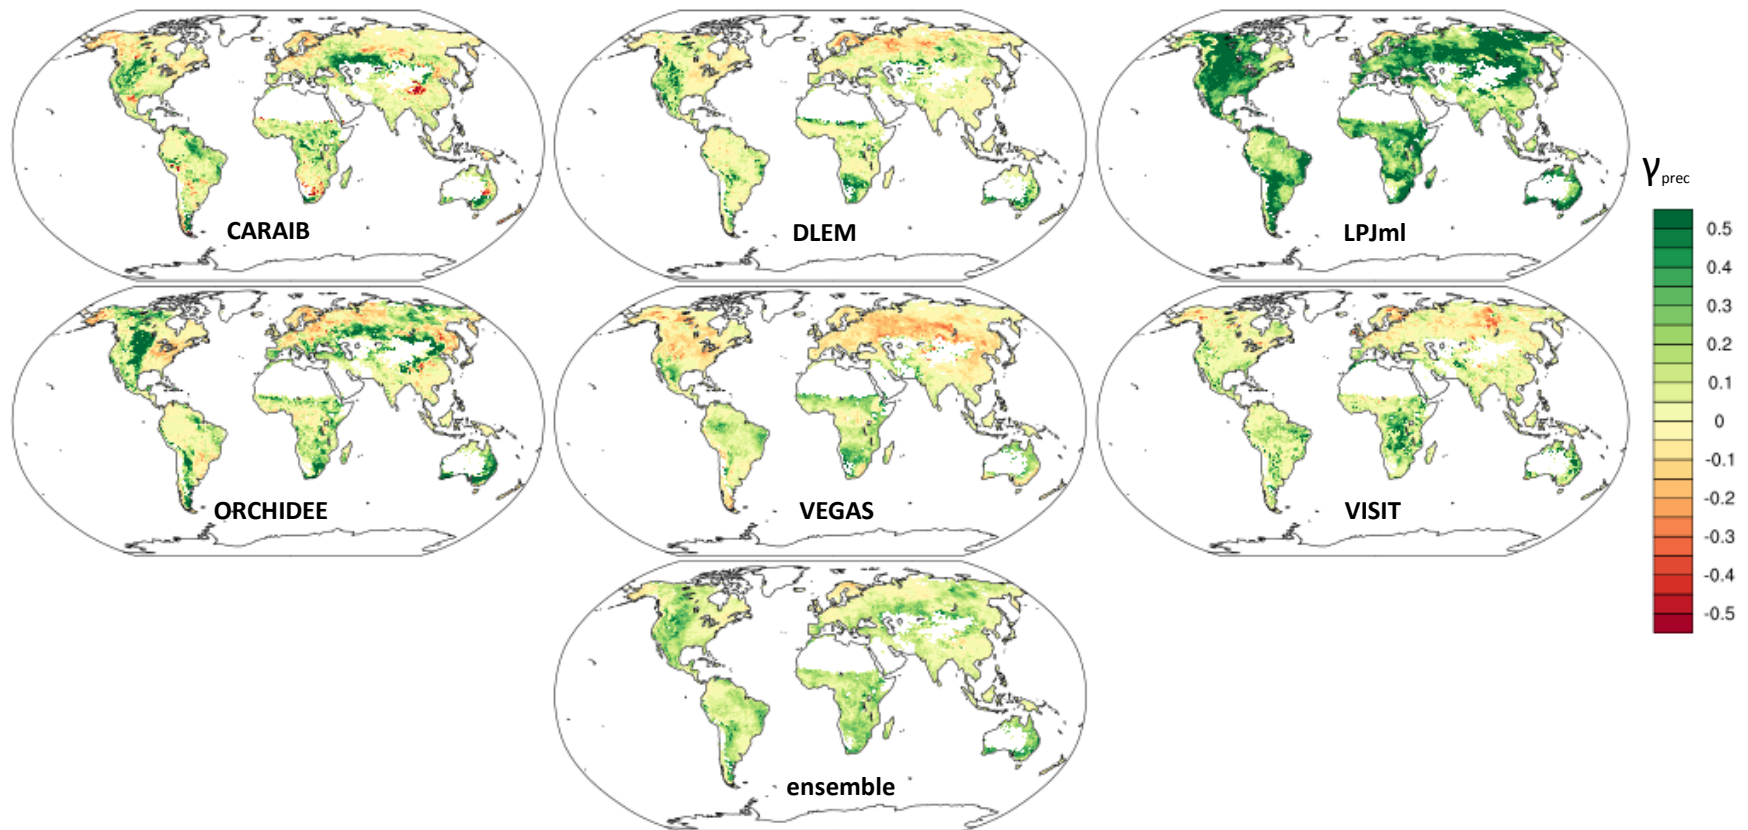 CARAIB
DLEM
LPJml
γprec
0.5
0.4
0.3
0.2
0.1
0
-0.1
-0.2
-0.3
-0.4
-0.5
ORCHIDEE
VEGAS
VISIT
ensemble